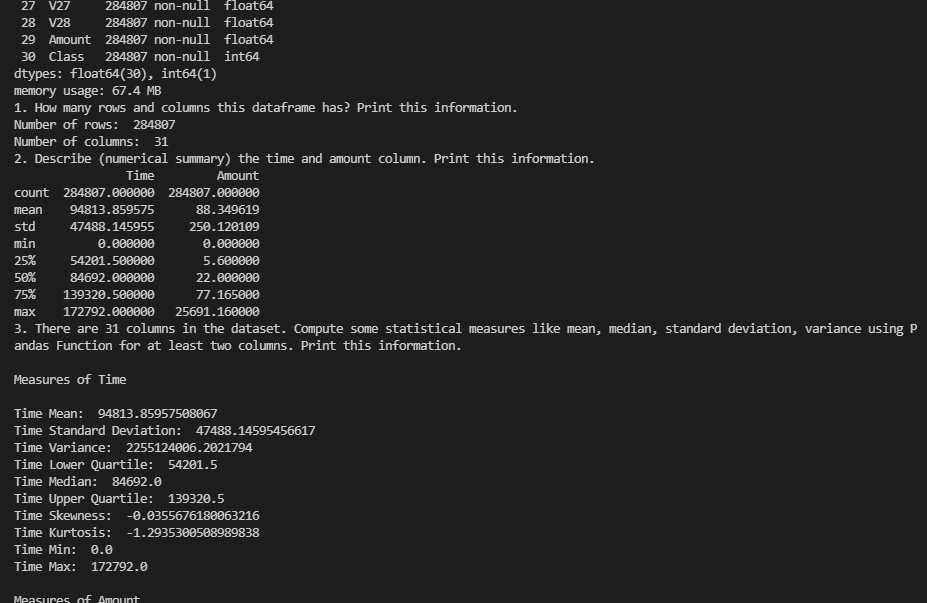 27  V27     284807 non-null  float64
28  V28     284807 non-null  float64
29  Amount  284807 non-null  float64
30  Class   284807 non-null  int64
dtypes: float64(30), int64(1)
memory usage: 67.4 MB
1. How many rows and columns this dataframe has? Print this information.
Number of rows:  284807
Number of columns:  31
2. Describe (numerical summary) the time and amount column. Print this information.
                Time         Amount
count  284807.000000  284807.000000
mean    94813.859575      88.349619
std     47488.145955     250.120109
min         0.000000       0.000000
25%     54201.500000       5.600000
50%     84692.000000      22.000000
75%    139320.500000      77.165000
max    172792.000000   25691.160000
3. There are 31 columns in the dataset. Compute some statistical measures like mean, median, standard deviation, variance using P
andas Function for at least two columns. Print this information.
Measures of Time
Time Mean:  94813.85957508067
Time Standard Deviation:  47488.14595456617
Time Variance:  2255124006.2021794
Time Lower Quartile:  54201.5
Time Median:  84692.0
Time Upper Quartile:  139320.5
Time Skewness:  -0.0355676180063216
Time Kurtosis:  -1.2935300508989838
Time Min:  0.0
Time Max:  172792.0
Measures of Amount